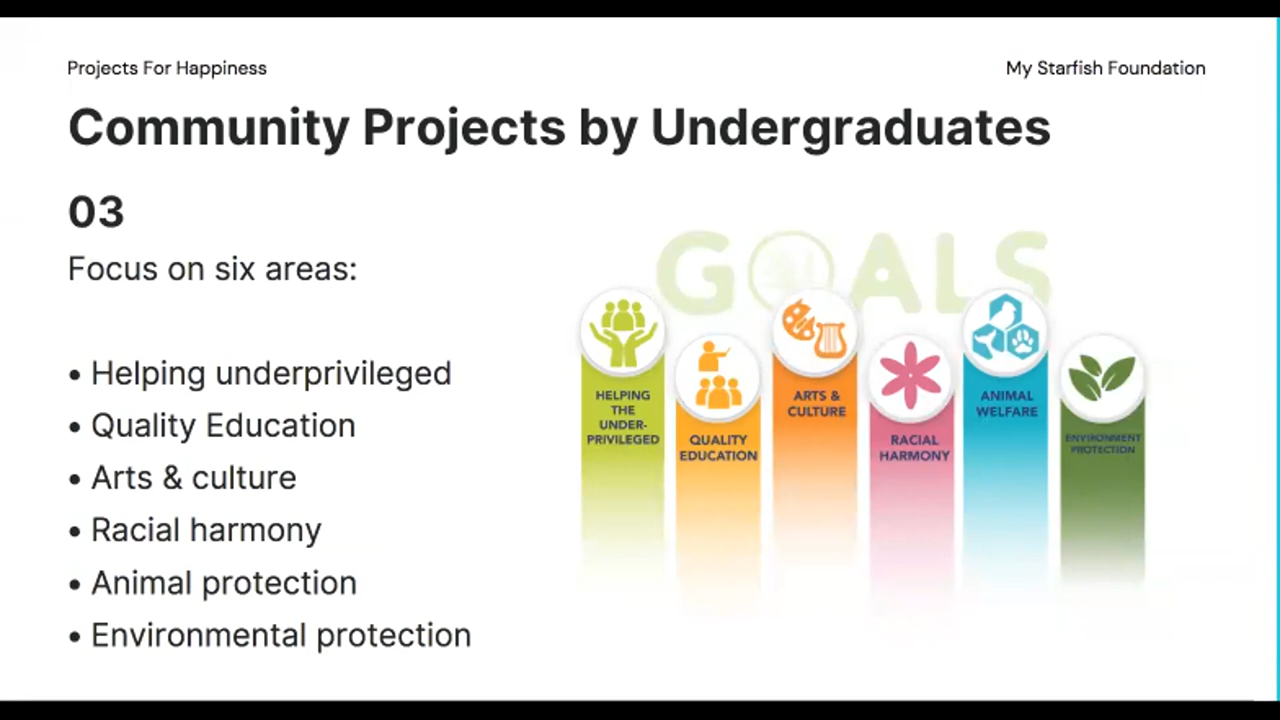 Projects For Happiness
My Starfish Foundation
Community Projects by Undergraduates
03
Focus on six areas:
• Helping underprivileged
• Quality Education
• Arts & culture
• Racial harmony
• Animal protection
• Environmental protection
GOALS
HELPING
THE
UNDER-
PRIVILEGED
QUALITY
EDUCATION
ARTS &
CULTURE
RACIAL
HARMONY
ANIMAL
WELFARE
ENVIRONMENT
PROTECTION